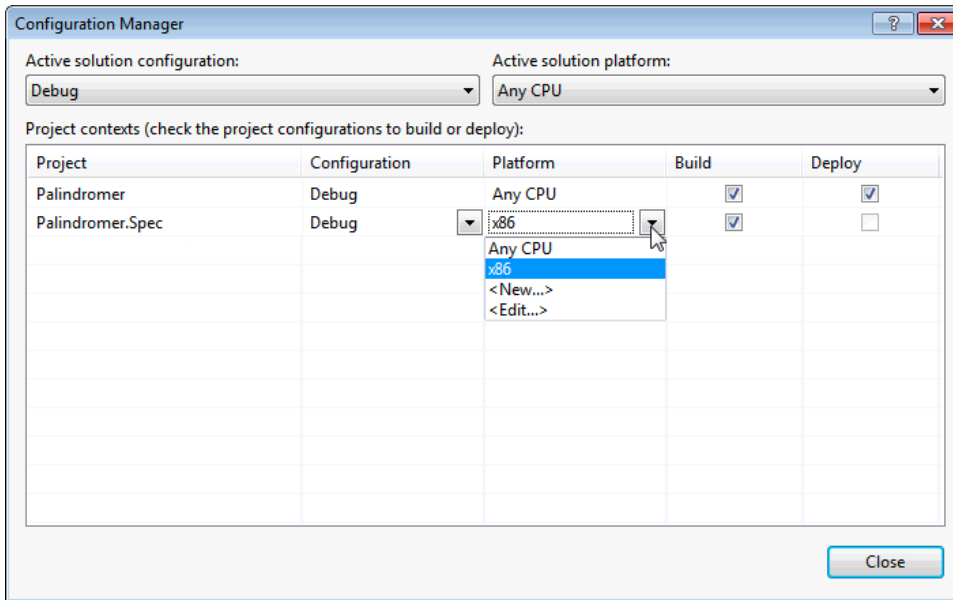 Configuration Manager
?
Active solution configuration: Active solution platform:
Debug Any CPU
Project contexts (check the project configurations to build or deploy):
Project Configuration Platform Build Deploy
Palindromer Debug Any CPU
Palindromer.Spec Debug x86
Any CPU
x86
<New...>
<Edit...>
Close